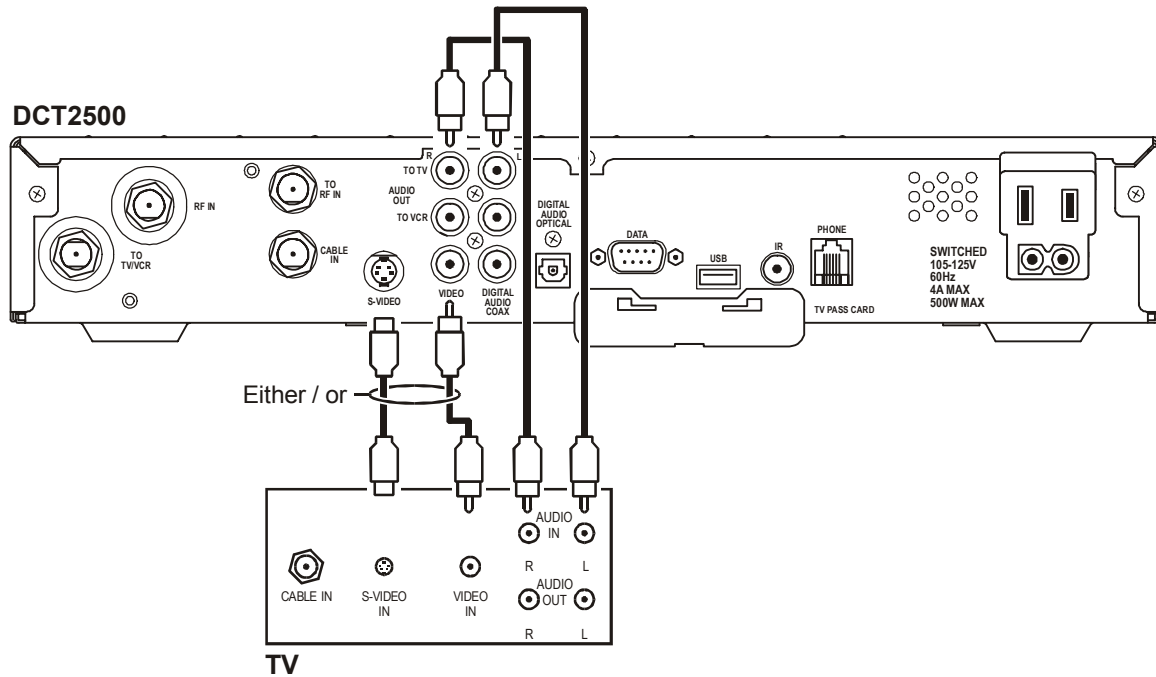 DCT2500
R
L
TO TV
TO
RF IN
RF IN
AUDIO
OUT
TO VCR
DIGITAL
AUDIO
OPTICAL
CABLE
IN
TO
TV/VCR
S-VIDEO
VIDEO
DIGITAL
AUDIO
COAX
DATA
USB
IR
PHONE
TV PASS CARD
SWITCHED
105-125V
60Hz
4A MAX
500W MAX
Either / or
AUDIO
IN
R
L
CABLE IN
S-VIDEO
IN
VIDEO
IN
AUDIO
OUT
R
L
TV